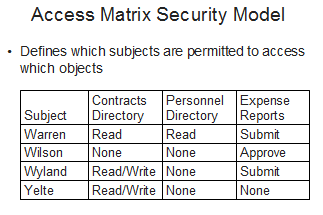 Access Matrix Security Model
• Defines which subjects are permitted to access
which objects
Subject Contracts Directory Personnel Directory Expense Reports
Warren Read Read Submit
Wilson None None Approve
Wyland Read/Write None Submit
Yelte Read/Write None None